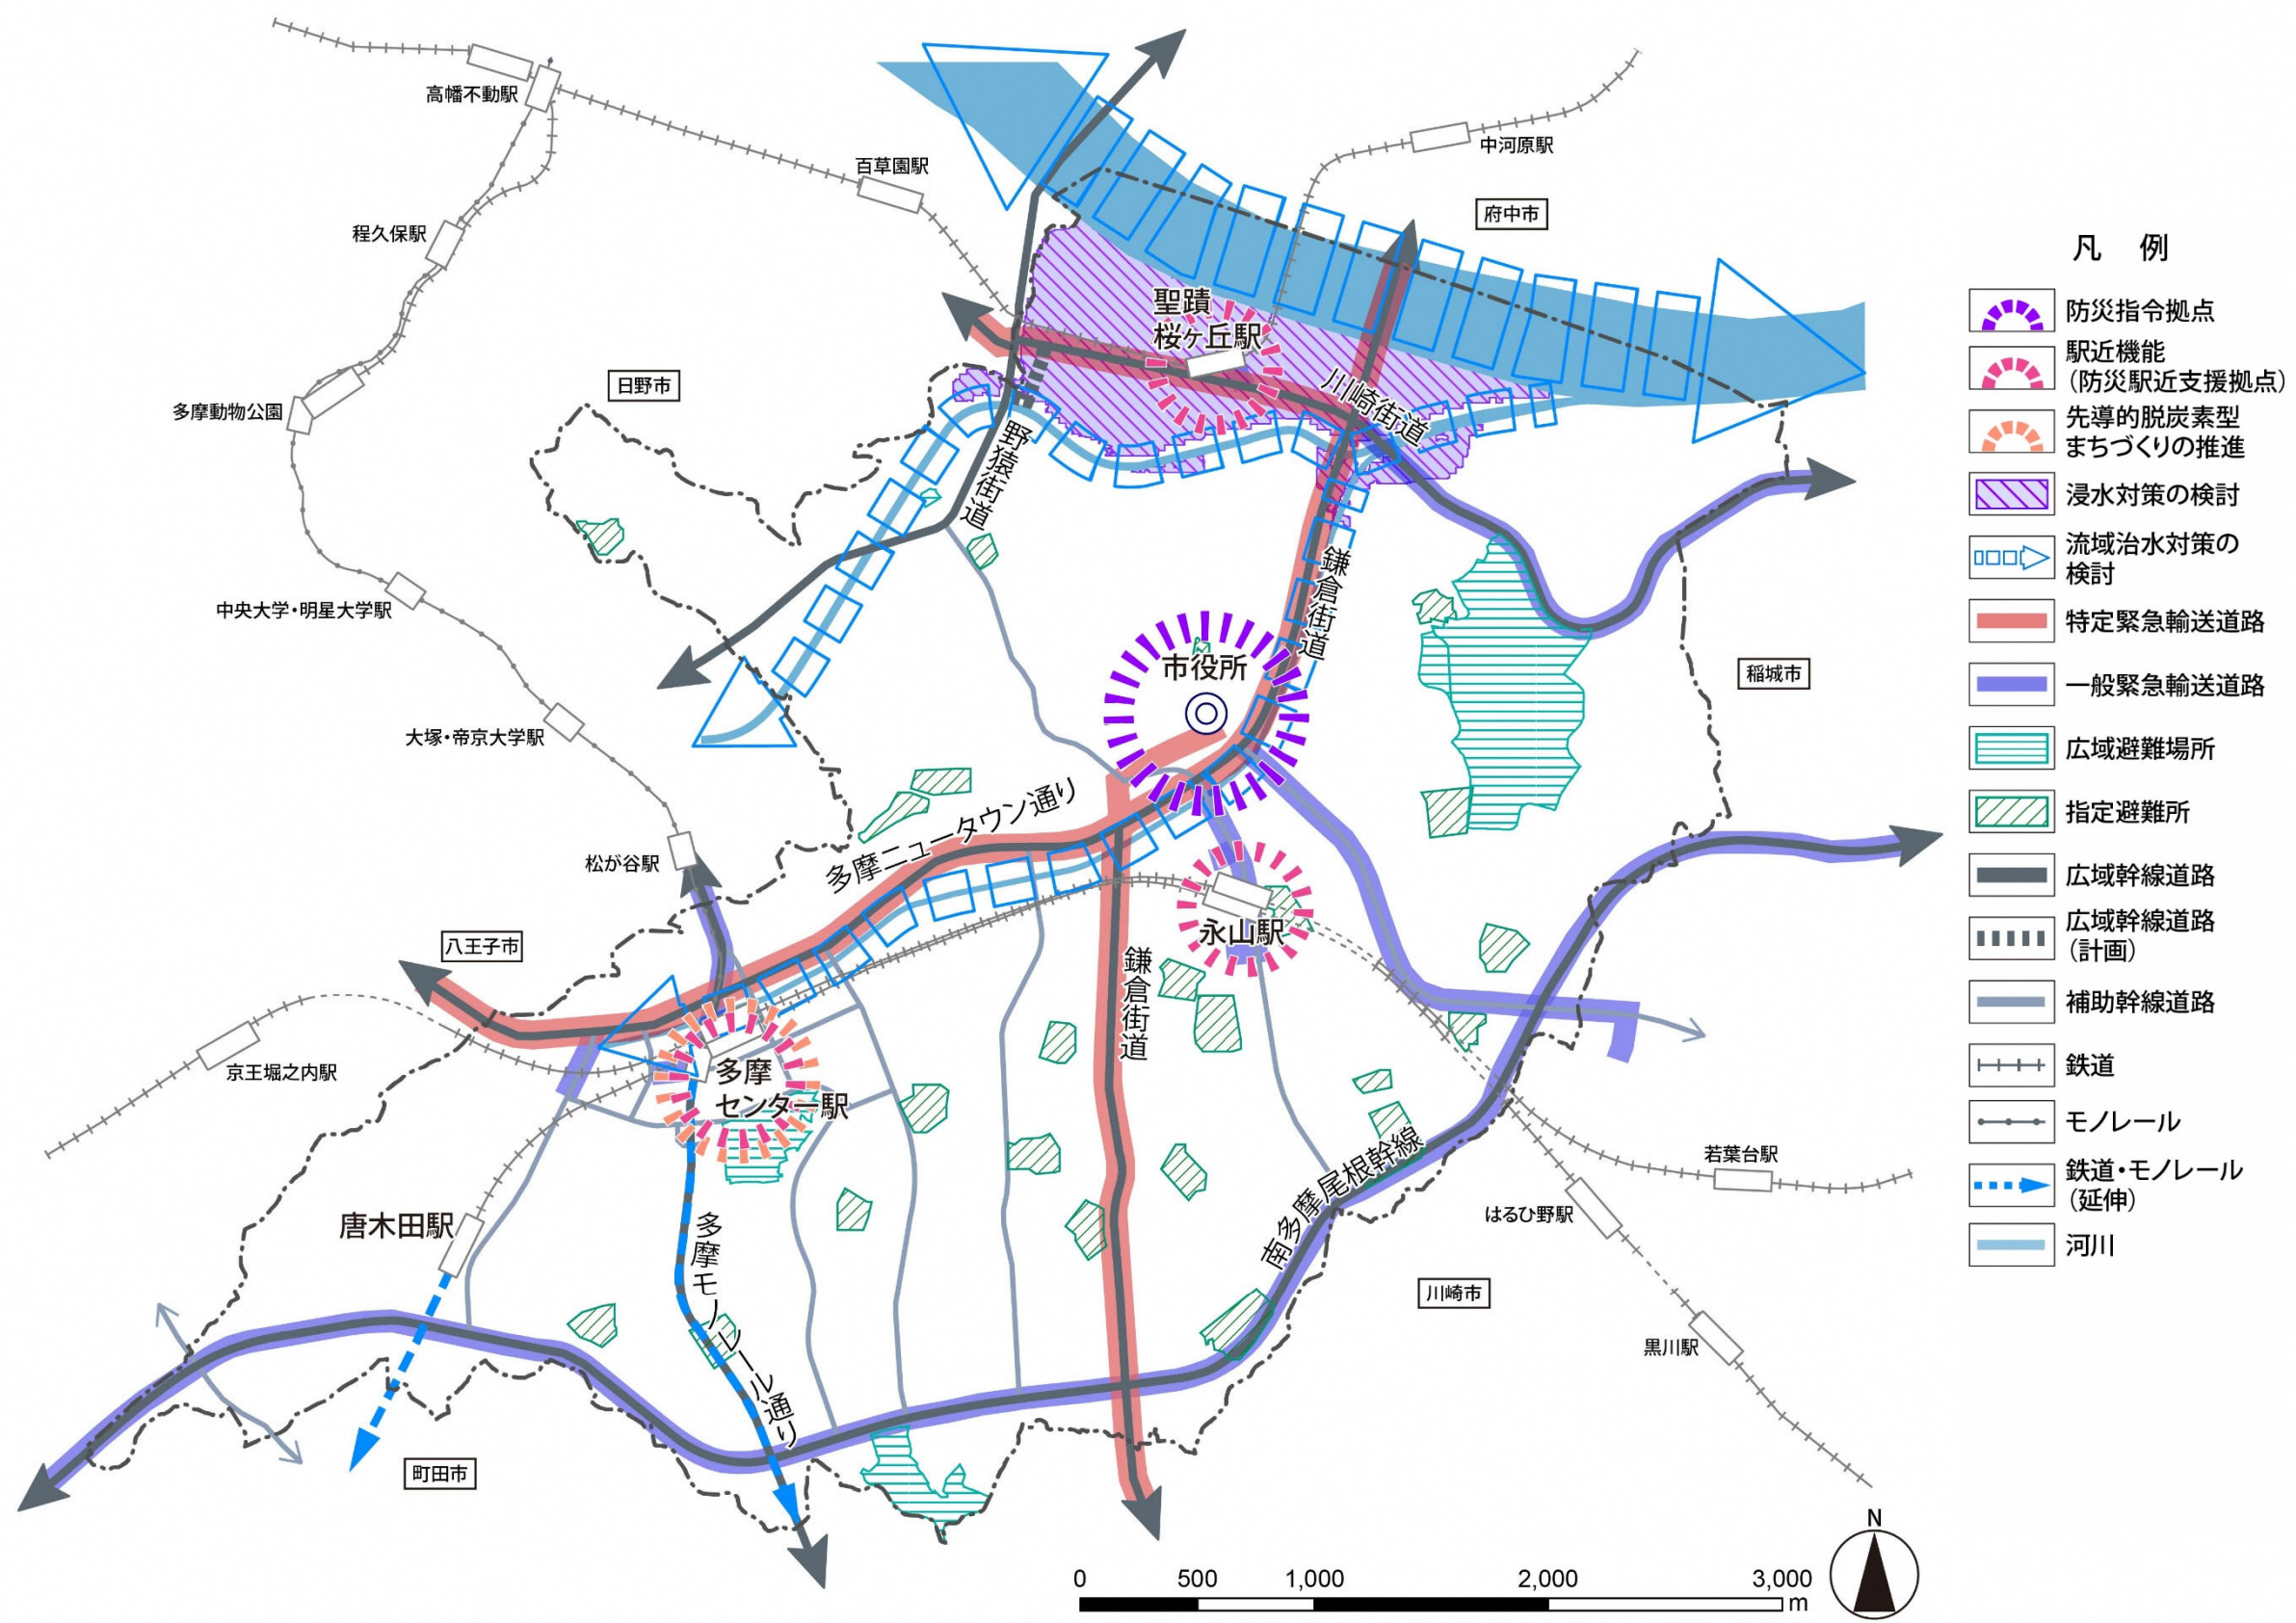 高幡不動駅
百草園駅
中河原駅
府中市
程久保駅
聖蹟
桜ヶ丘駅
日野市
川崎街道
多摩動物公園
野猿街道
鎌倉街道
中央大学・明星大学駅
市役所
稲城市
大塚・帝京大学駅
多摩ニュータウン通り
松が谷駅
永山駅
八王子市
鎌倉街道
京王堀之内駅
多摩
センター駅
若葉台駅
はるひ野駅
唐木田駅
多摩モノレール通り
南多摩尾根幹線
川崎市
黒川駅
町田市
凡 例
防災指令拠点
駅近機能
（防災駅近支援拠点）
先導的脱炭素型
まちづくりの推進
浸水対策の検討
流域治水対策の
検討
特定緊急輸送道路
一般緊急輸送道路
広域避難場所
指定避難所
広域幹線道路
広域幹線道路
（計画）
補助幹線道路
鉄道
モノレール
鉄道・モノレール
（延伸）
河川
N
0 500 1,000 2,000 3,000
m